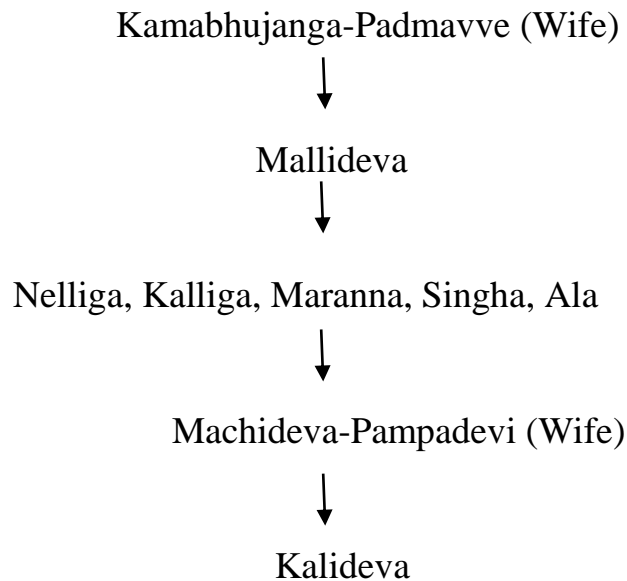 Kamabhujanga-Padmavve (Wife)
Mallideva
Nelliga, Kalliga, Maranna, Singha, Ala
Machideva-Pampadevi (Wife)
Kalideva